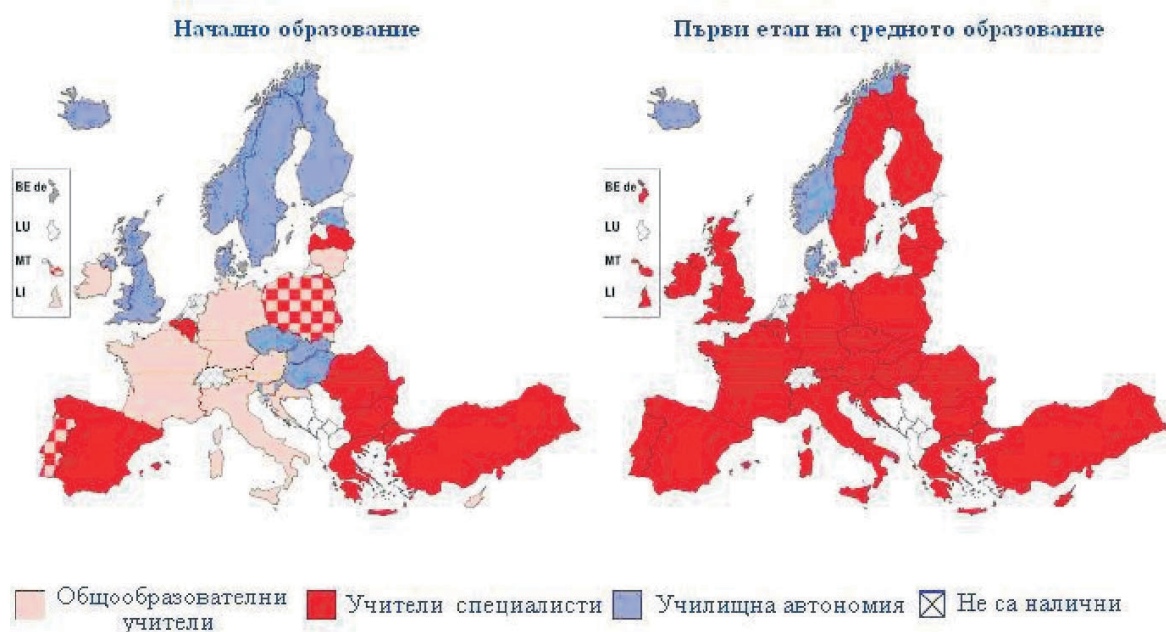 Начално образование
Първи етап на средното образование
BE de
LU
MT
LI
BE de
LU
MT
LI
Общообразователни
учители
Учители специалисти
Училищна автономия
Не са налични